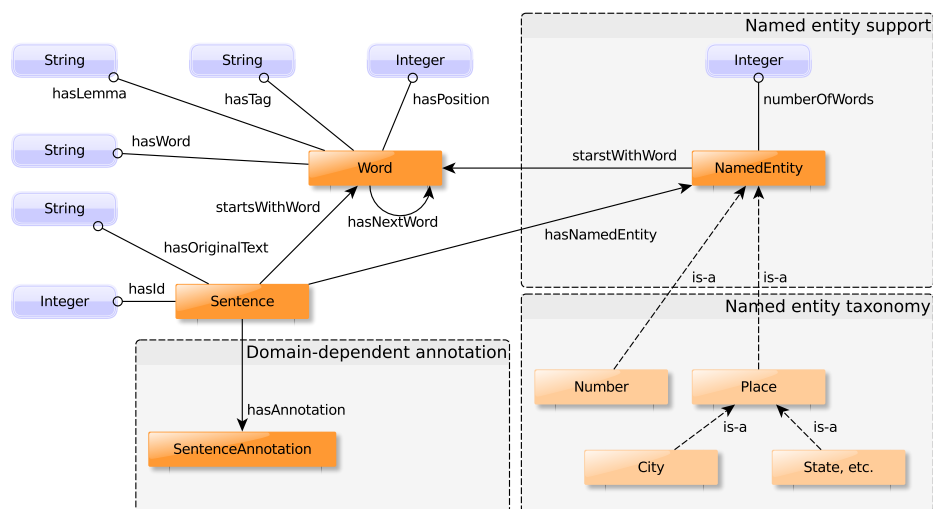 Named entity support
String
String
Integer
Integer
hasLemma
hasTag
hasPosition
numberOfWords
String
hasWord
Word
starstWithWord
NamedEntity
String
startsWithWord
hasNextWord
hasOriginalText
hasNamedEntity
Integer
hasId
Sentence
is-a
is-a
Named entity taxonomy
Domain-dependent annotation
Number
Place
hasAnnotation
is-a
is-a
SentenceAnnotation
City
State, etc.